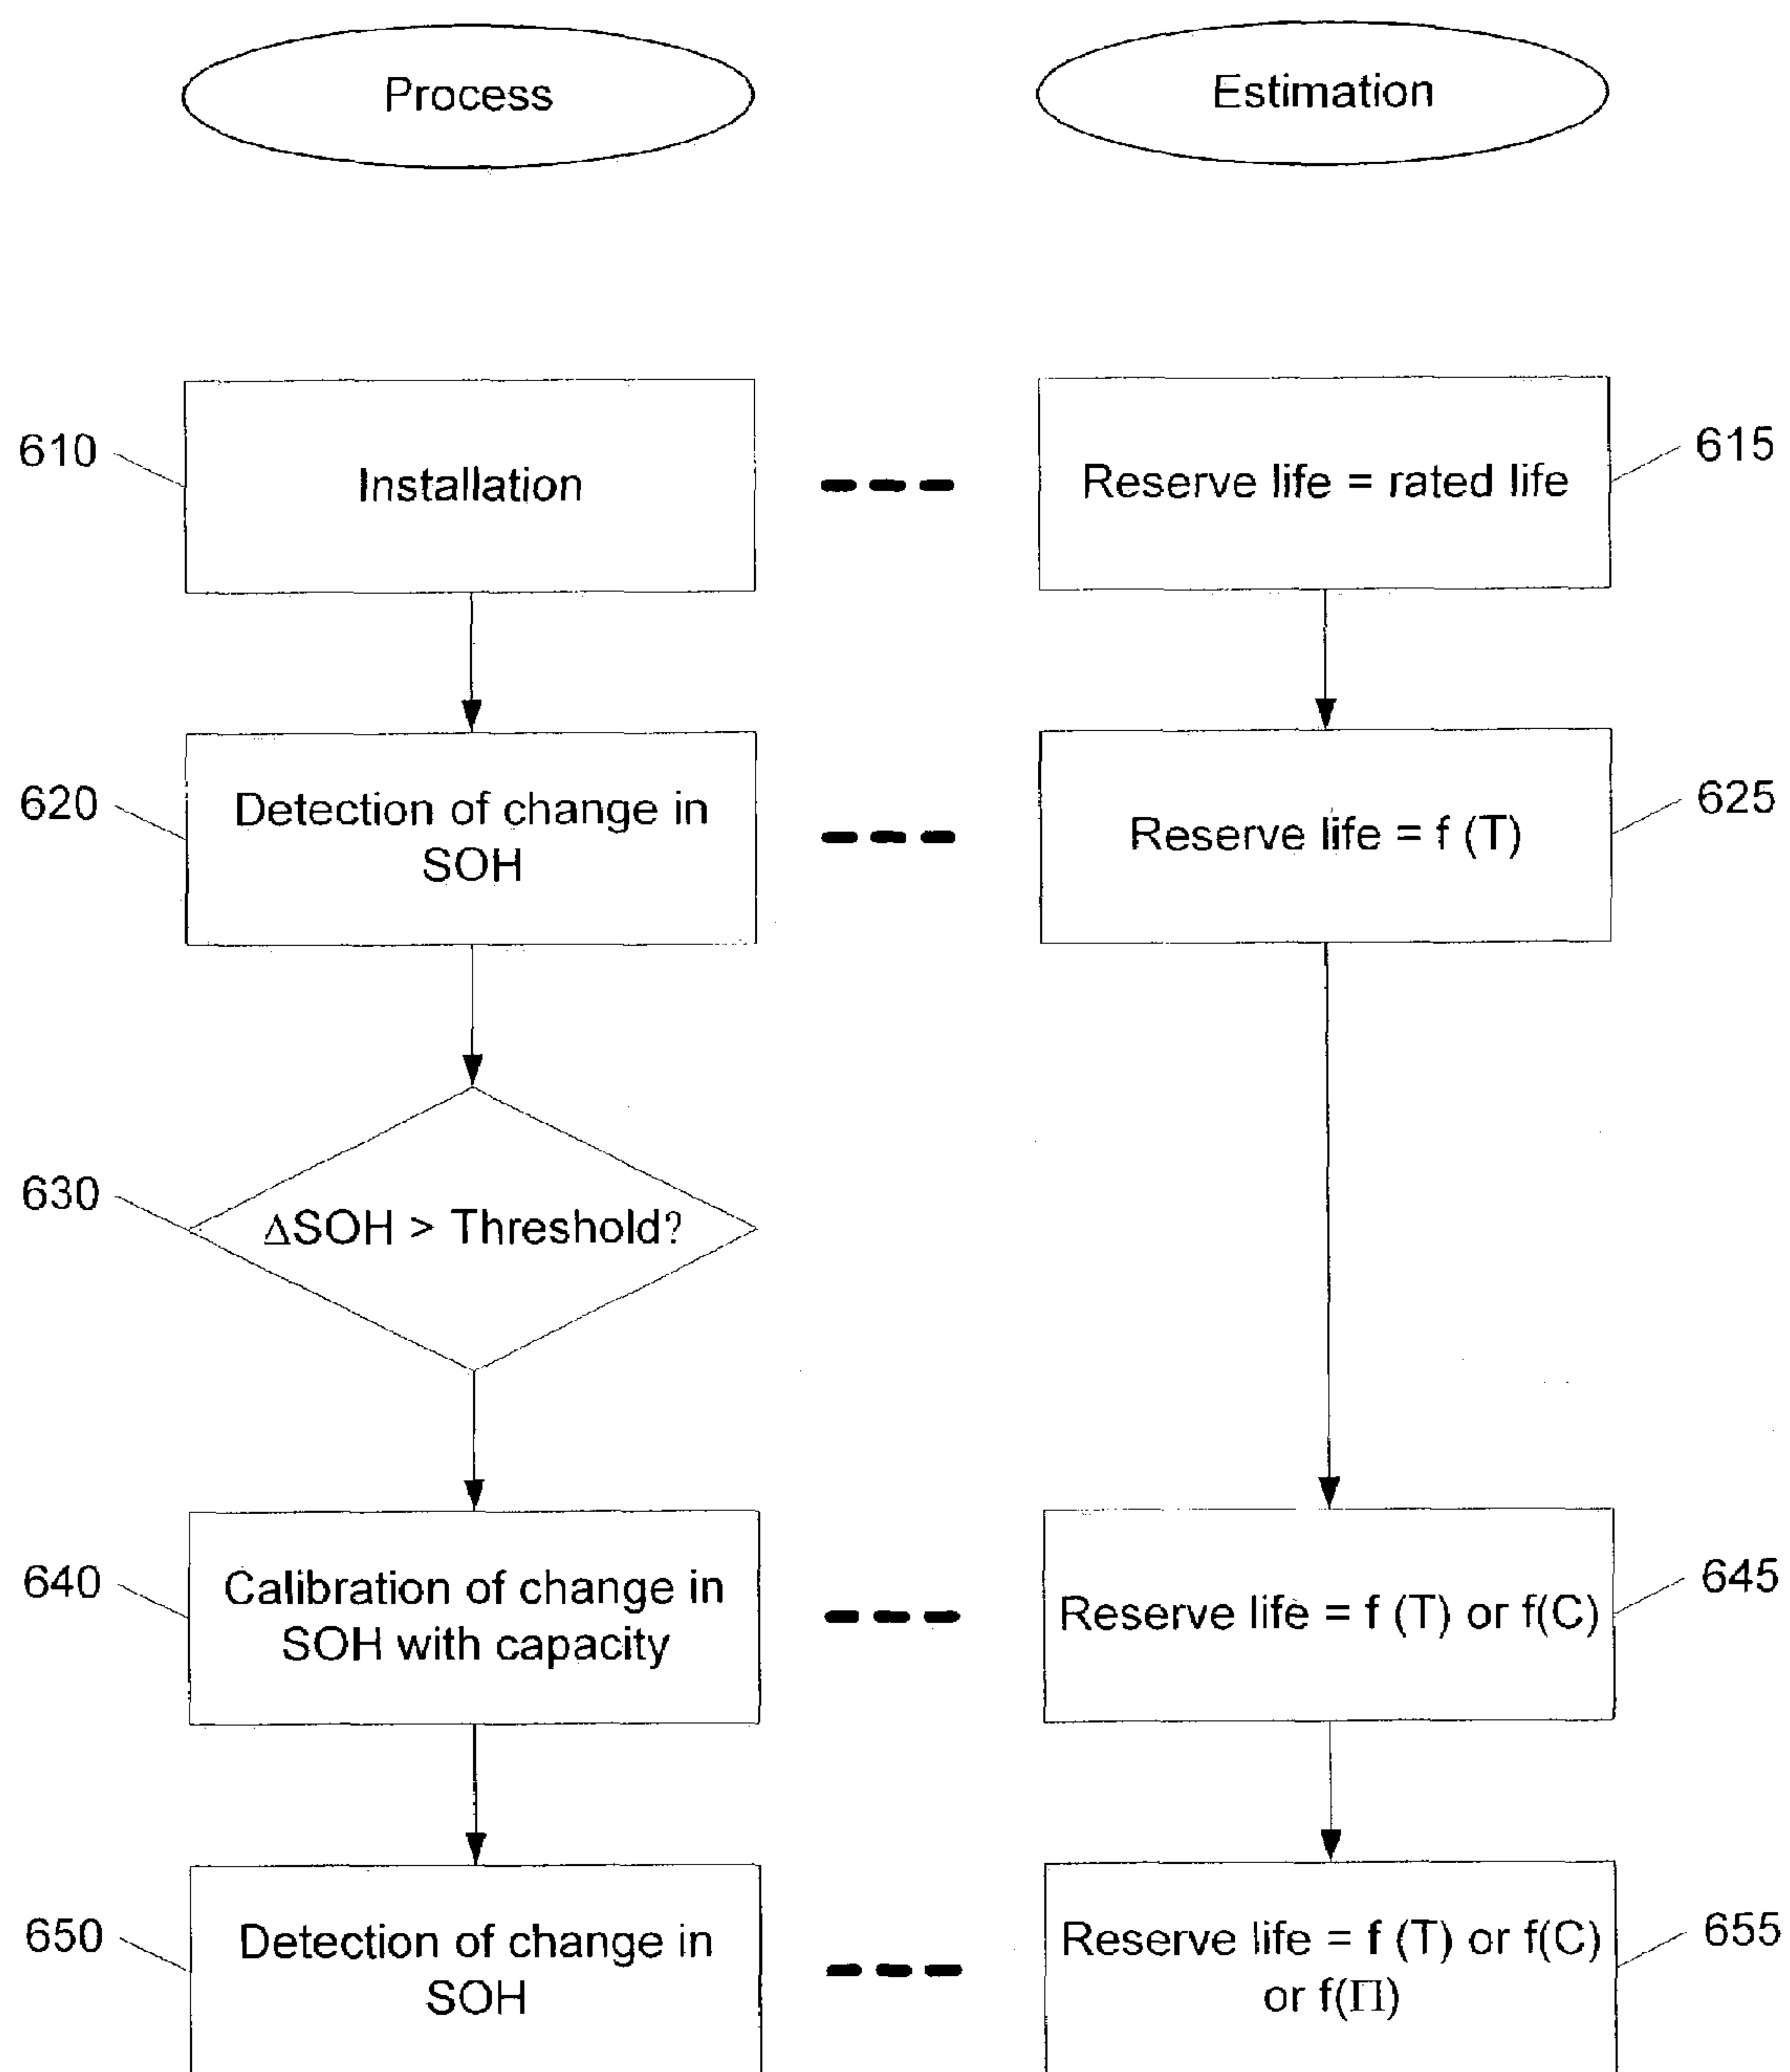 Process
Estimation
610
Installation
Reserve life = rated life
615
620
Detection of change in
SOH
Reserve life = f (T)
625
630
ΔSOH > Threshold?
640
Calibration of change in
SOH with capacity
Reserve life = f (T) or f(C)
645
650
Detection of change in
SOH
Reserve life = f (T) or f(C)
or f(Π)
655